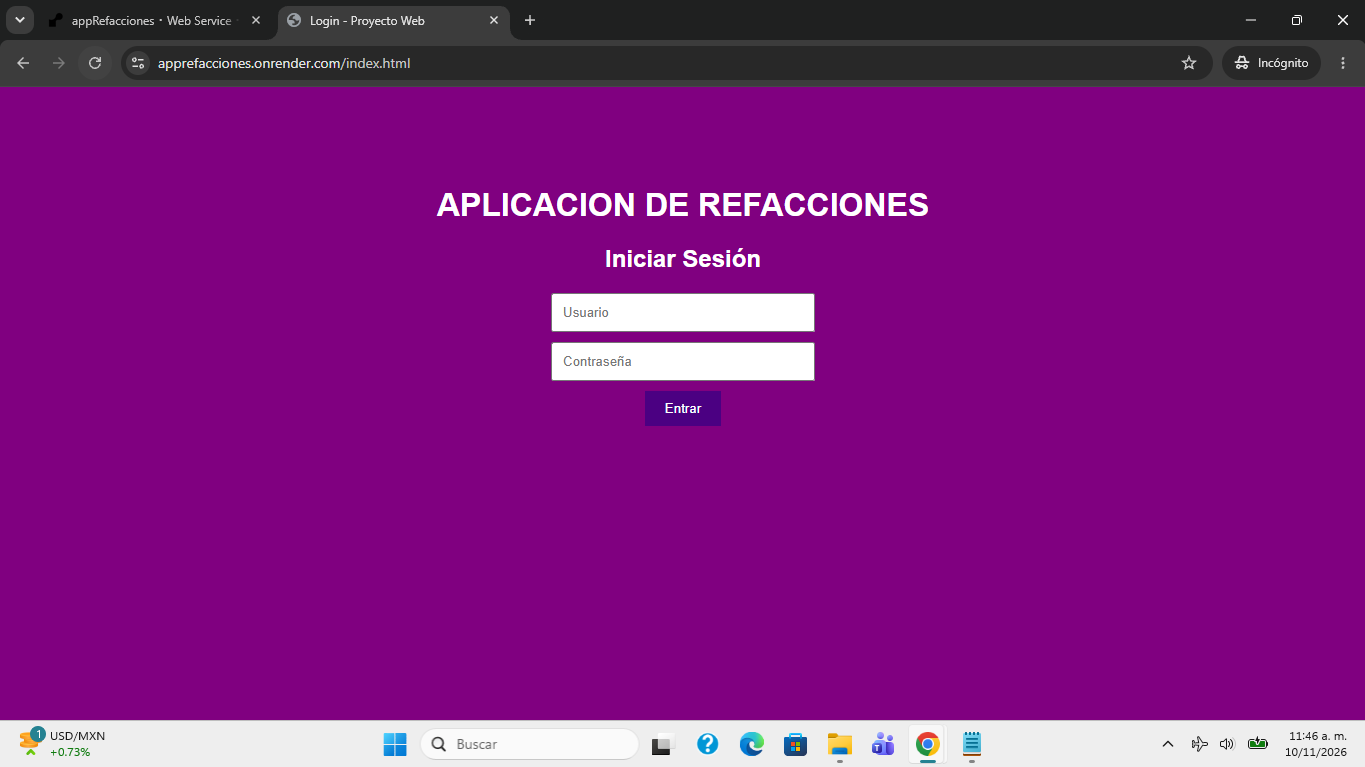 appRefacciones · Web Service
Login - Proyecto Web
apprefacciones.onrender.com/index.html
Incógnito
APLICACION DE REFACCIONES
Iniciar Sesión
Usuario
Contraseña
Entrar
1
USD/MXN
+0.73%
Buscar
11:46 a. m.
10/11/2026